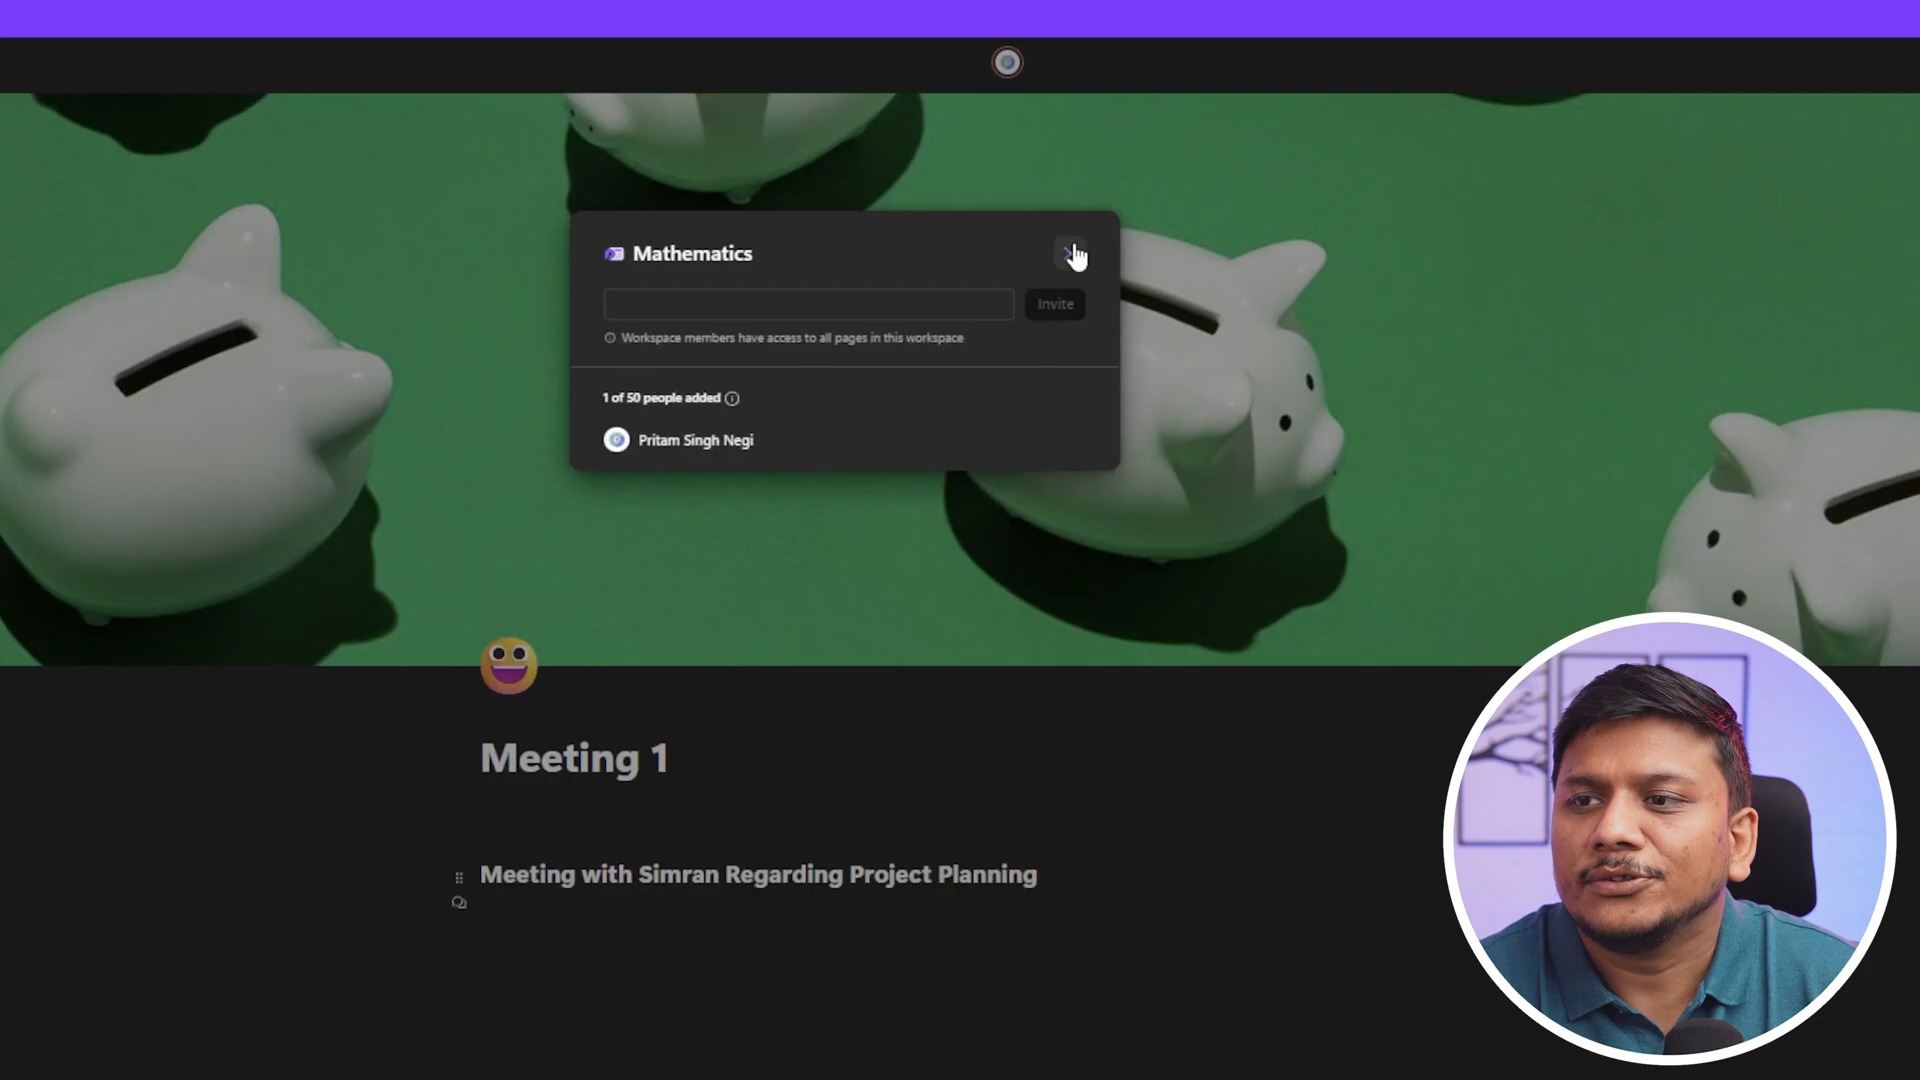 Mathematics
Invite
Workspace members have access to all pages in this workspace
1 of 50 people added
Pritam Singh Negi
Meeting 1
Meeting with Simran Regarding Project Planning